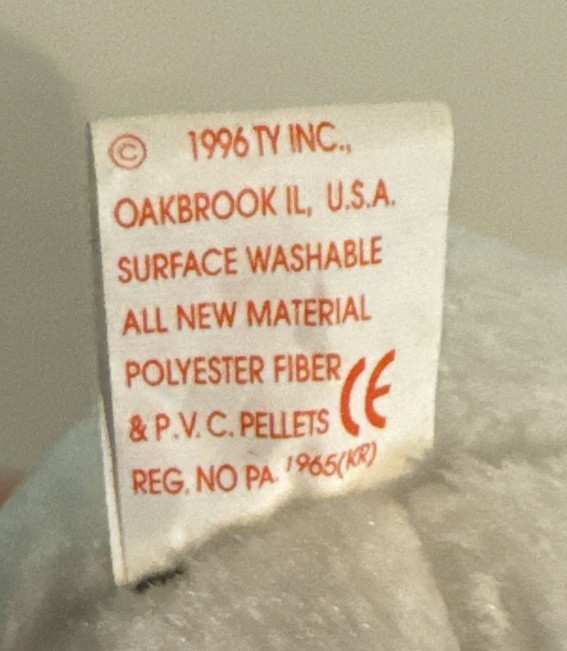 © 1996 TY INC.,
OAKBROOK IL, U.S.A.
SURFACE WASHABLE
ALL NEW MATERIAL
POLYESTER FIBER
& P.V.C. PELLETS CE
REG. NO PA. 1965(KR)